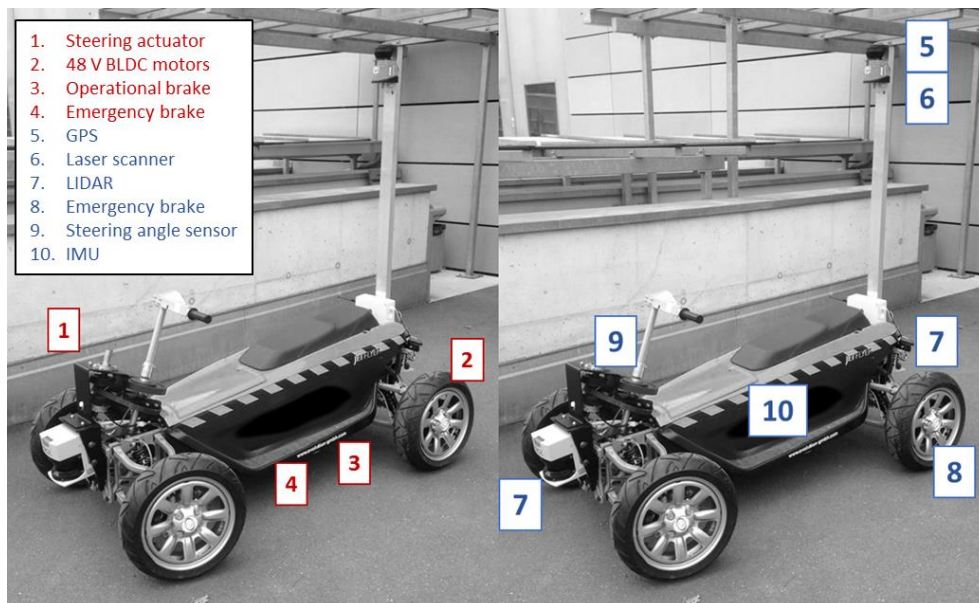 1. Steering actuator
2. 48 V BLDC motors
3. Operational brake
4. Emergency brake
5. GPS
6. Laser scanner
7. LIDAR
8. Emergency brake
9. Steering angle sensor
10. IMU
5
6
1
2
9
7
10
3
4
8
7